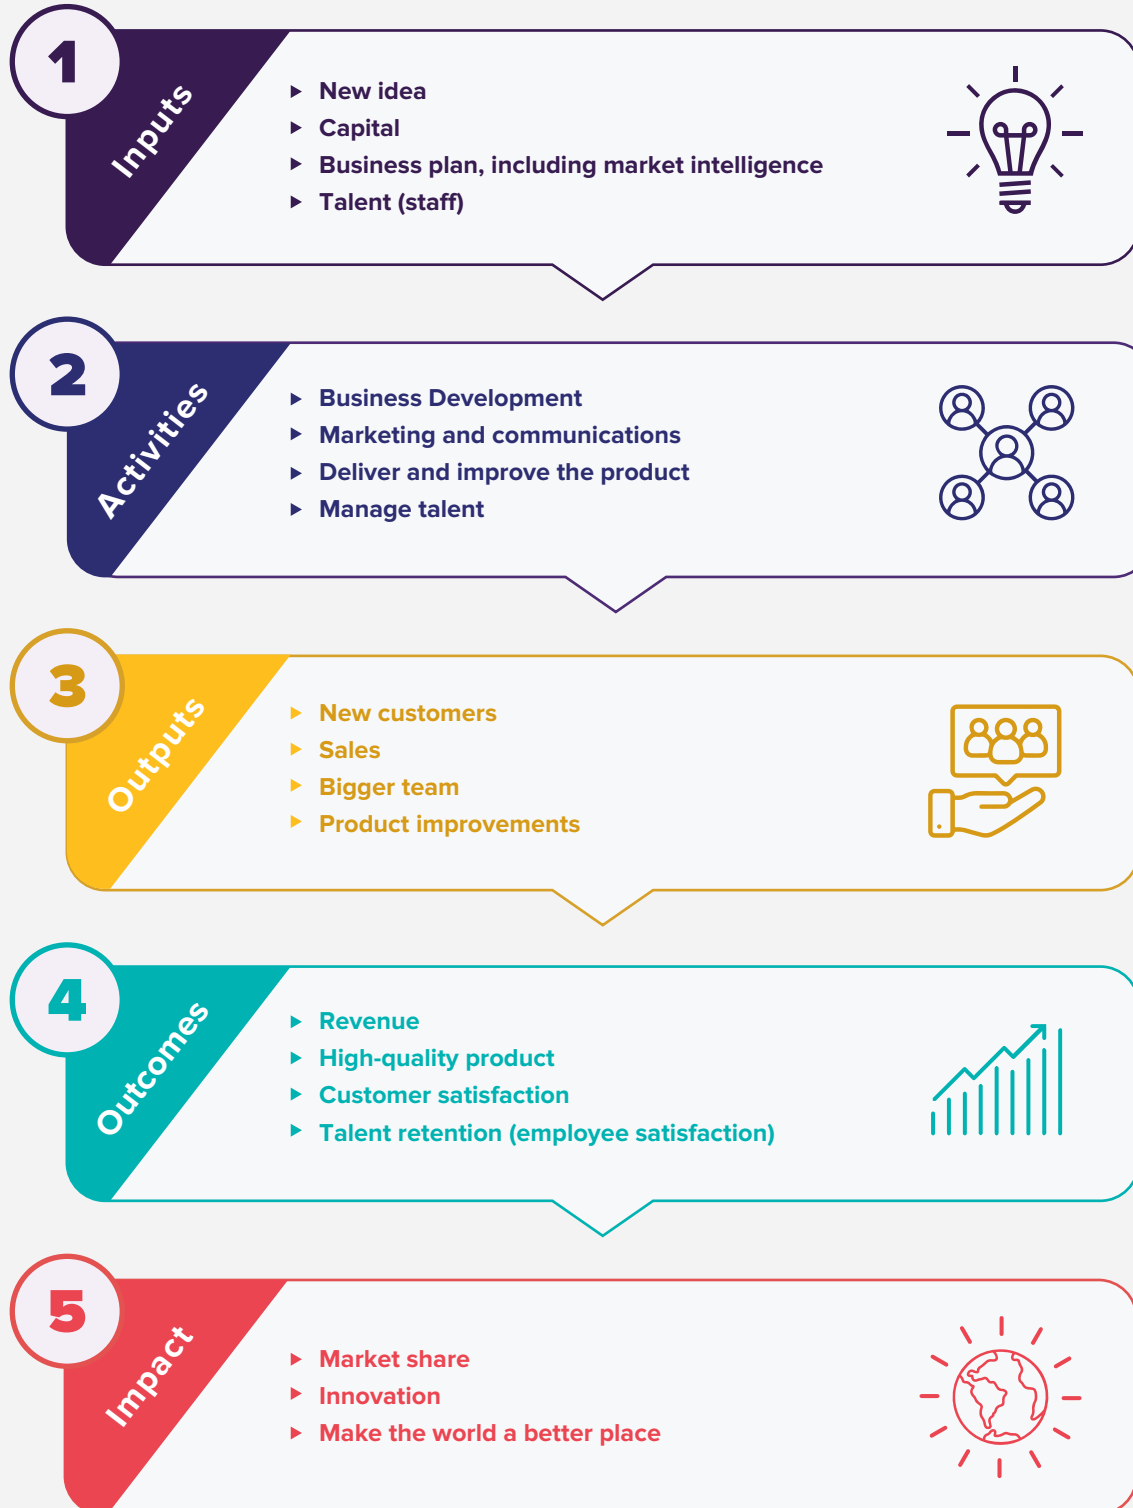 1
Inputs
New idea
Capital
Business plan, including market intelligence
Talent (staff)
2
Activities
Business Development
Marketing and communications
Deliver and improve the product
Manage talent
3
Outputs
New customers
Sales
Bigger team
Product improvements
4
Outcomes
Revenue
High-quality product
Customer satisfaction
Talent retention (employee satisfaction)
5
Impact
Market share
Innovation
Make the world a better place